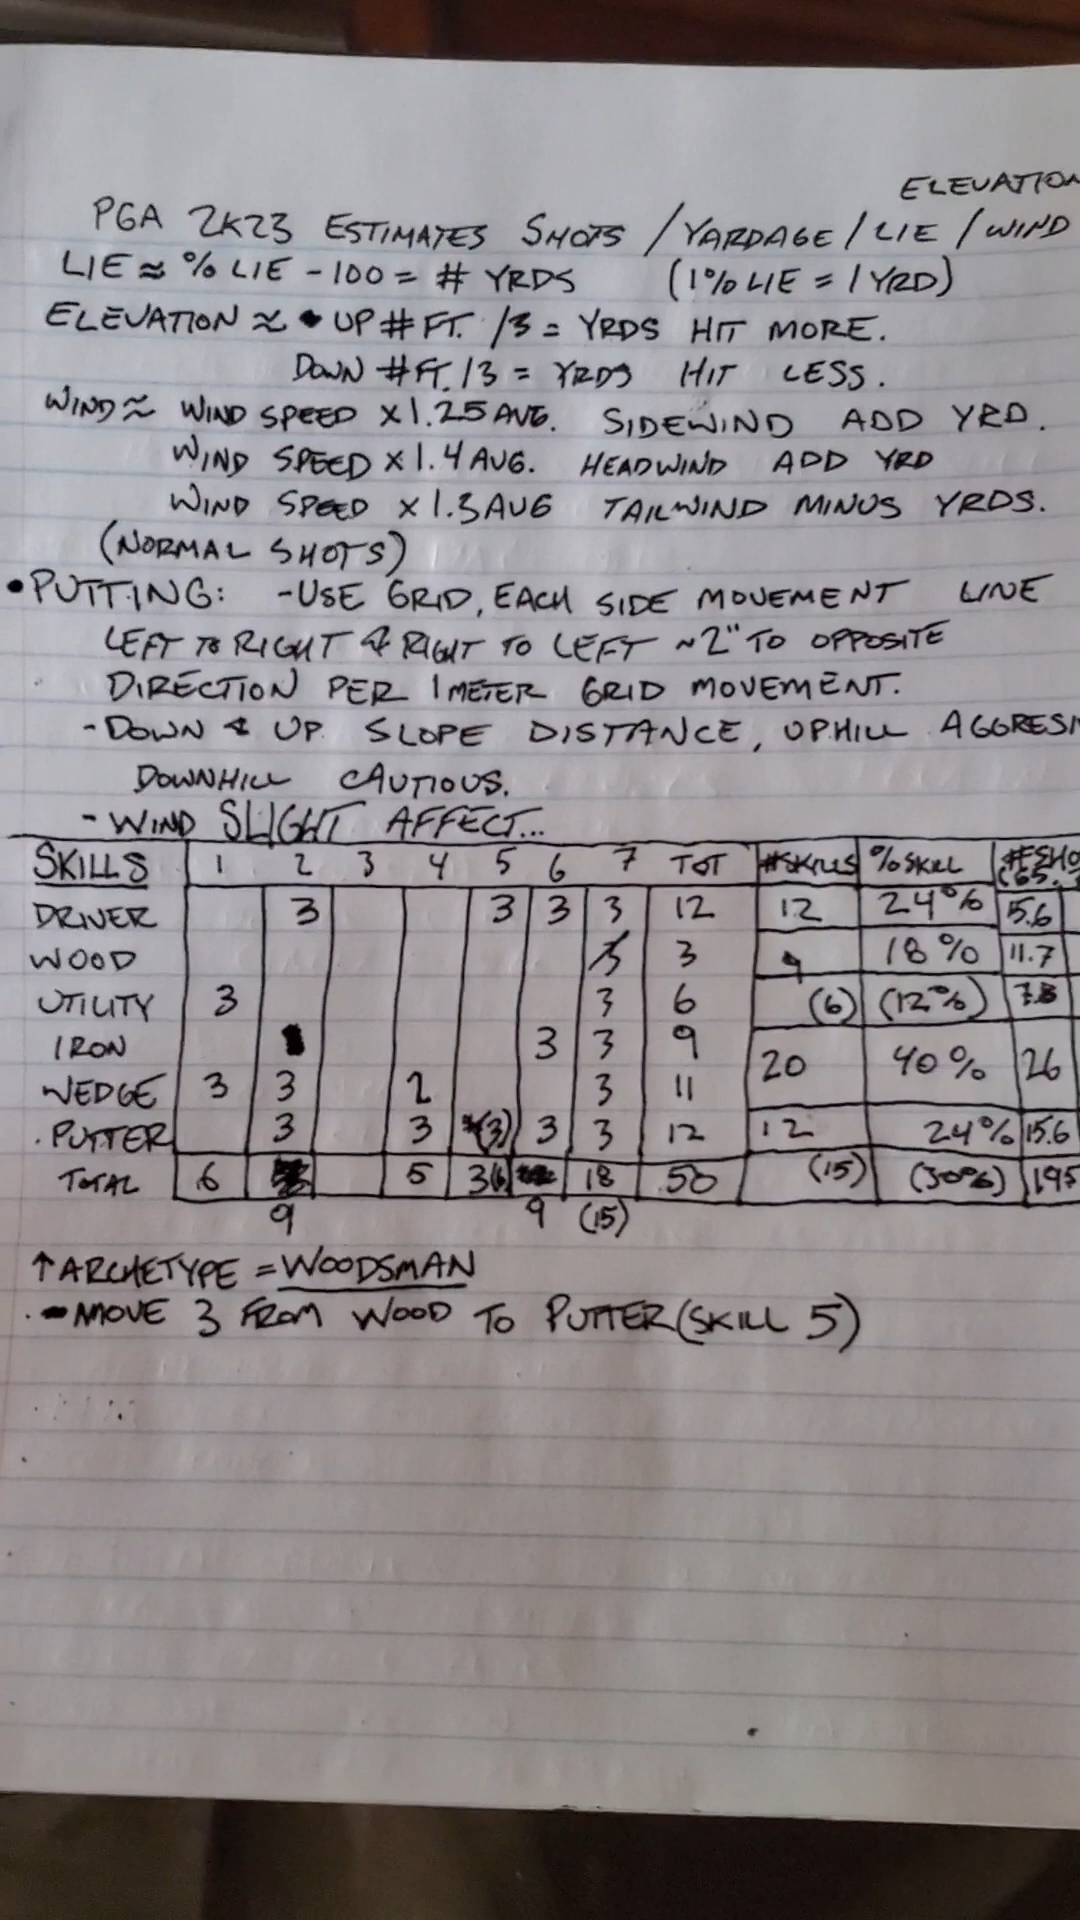 ELEVATION
PGA 2K23 ESTIMATES SHOTS / YARDAGE / LIE / WIND
LIE ≈ % LIE - 100 = # YRDS (1% LIE = 1 YRD)
ELEVATION ≈ UP # FT. /3 = YRDS HIT MORE.
DOWN # FT. /3 = YRDS HIT LESS.
WIND ≈ WIND SPEED X 1.25 AVG. SIDEWIND ADD YRD.
WIND SPEED X 1.4 AVG. HEADWIND ADD YRD
WIND SPEED X 1.3 AVG TAILWIND MINUS YRDS.
(NORMAL SHOTS)
• PUTTING: - USE GRID, EACH SIDE MOVEMENT LINE
LEFT TO RIGHT & RIGHT TO LEFT ~2" TO OPPOSITE
DIRECTION PER 1 METER GRID MOVEMENT.
- DOWN & UP SLOPE DISTANCE, UPHILL AGGRESI
DOWNHILL CAUTIOUS.
- WIND SLIGHT AFFECT...
SKILLS 1 2 3 4 5 6 7 TOT #SKILLS % SKILL #SHO
DRIVER 3 3 3 3 12 12 24% 5.6
WOOD 3 3 9 18% 11.7
UTILITY 3 3 6 (6) (12%) 7.8
IRON 3 3 9 20 40% 26
WEDGE 3 3 2 3 11
PUTTER 3 3 (3) 3 3 12 12 24% 15.6
TOTAL 6 5 3 18 50 (15) (30%) 195
9 9 (15)
↑ ARCHETYPE = WOODSMAN
- MOVE 3 FROM WOOD TO PUTTER (SKILL 5)